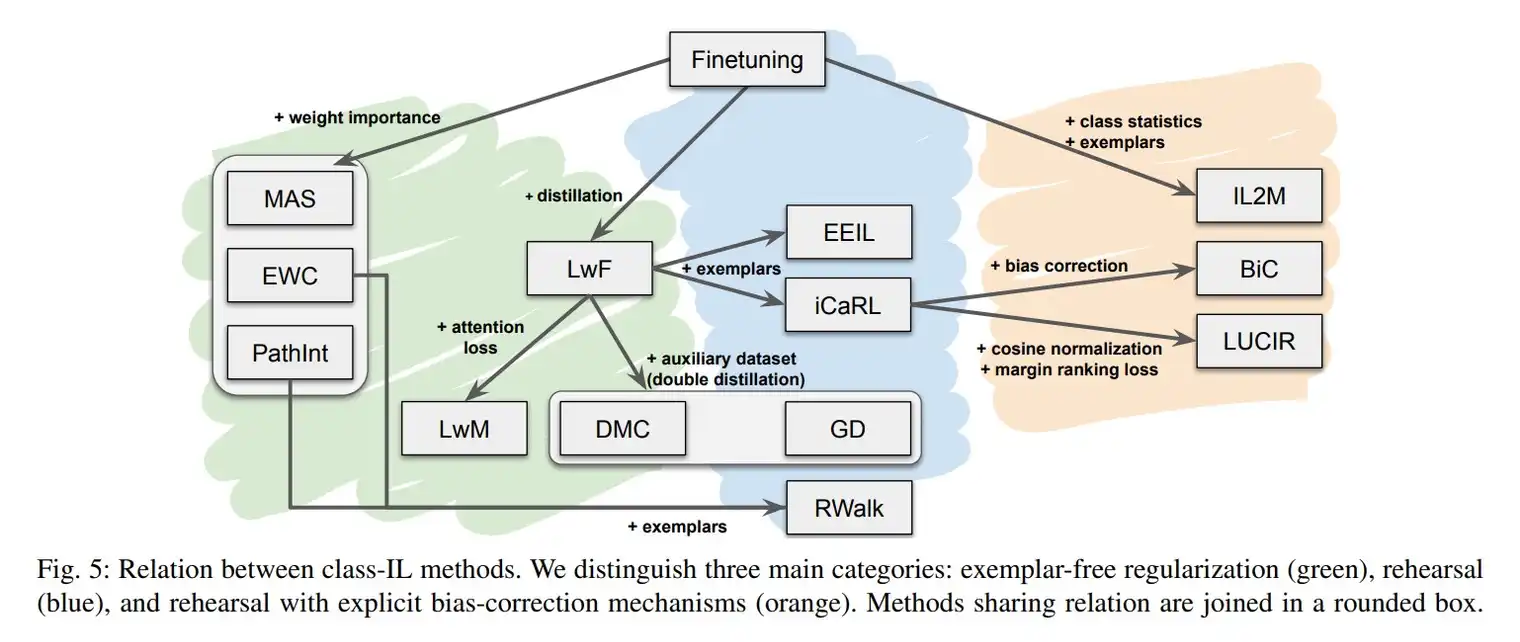 Finetuning
+ weight importance
+ class statistics
+ exemplars
MAS
+ distillation
IL2M
EEIL
EWC
LwF
+ exemplars
+ bias correction
BiC
iCaRL
+ attention
loss
PathInt
+ auxiliary dataset
(double distillation)
+ cosine normalization
+ margin ranking loss
LUCIR
LwM
DMC
GD
RWalk
+ exemplars
Fig. 5: Relation between class-IL methods. We distinguish three main categories: exemplar-free regularization (green), rehearsal
(blue), and rehearsal with explicit bias-correction mechanisms (orange). Methods sharing relation are joined in a rounded box.